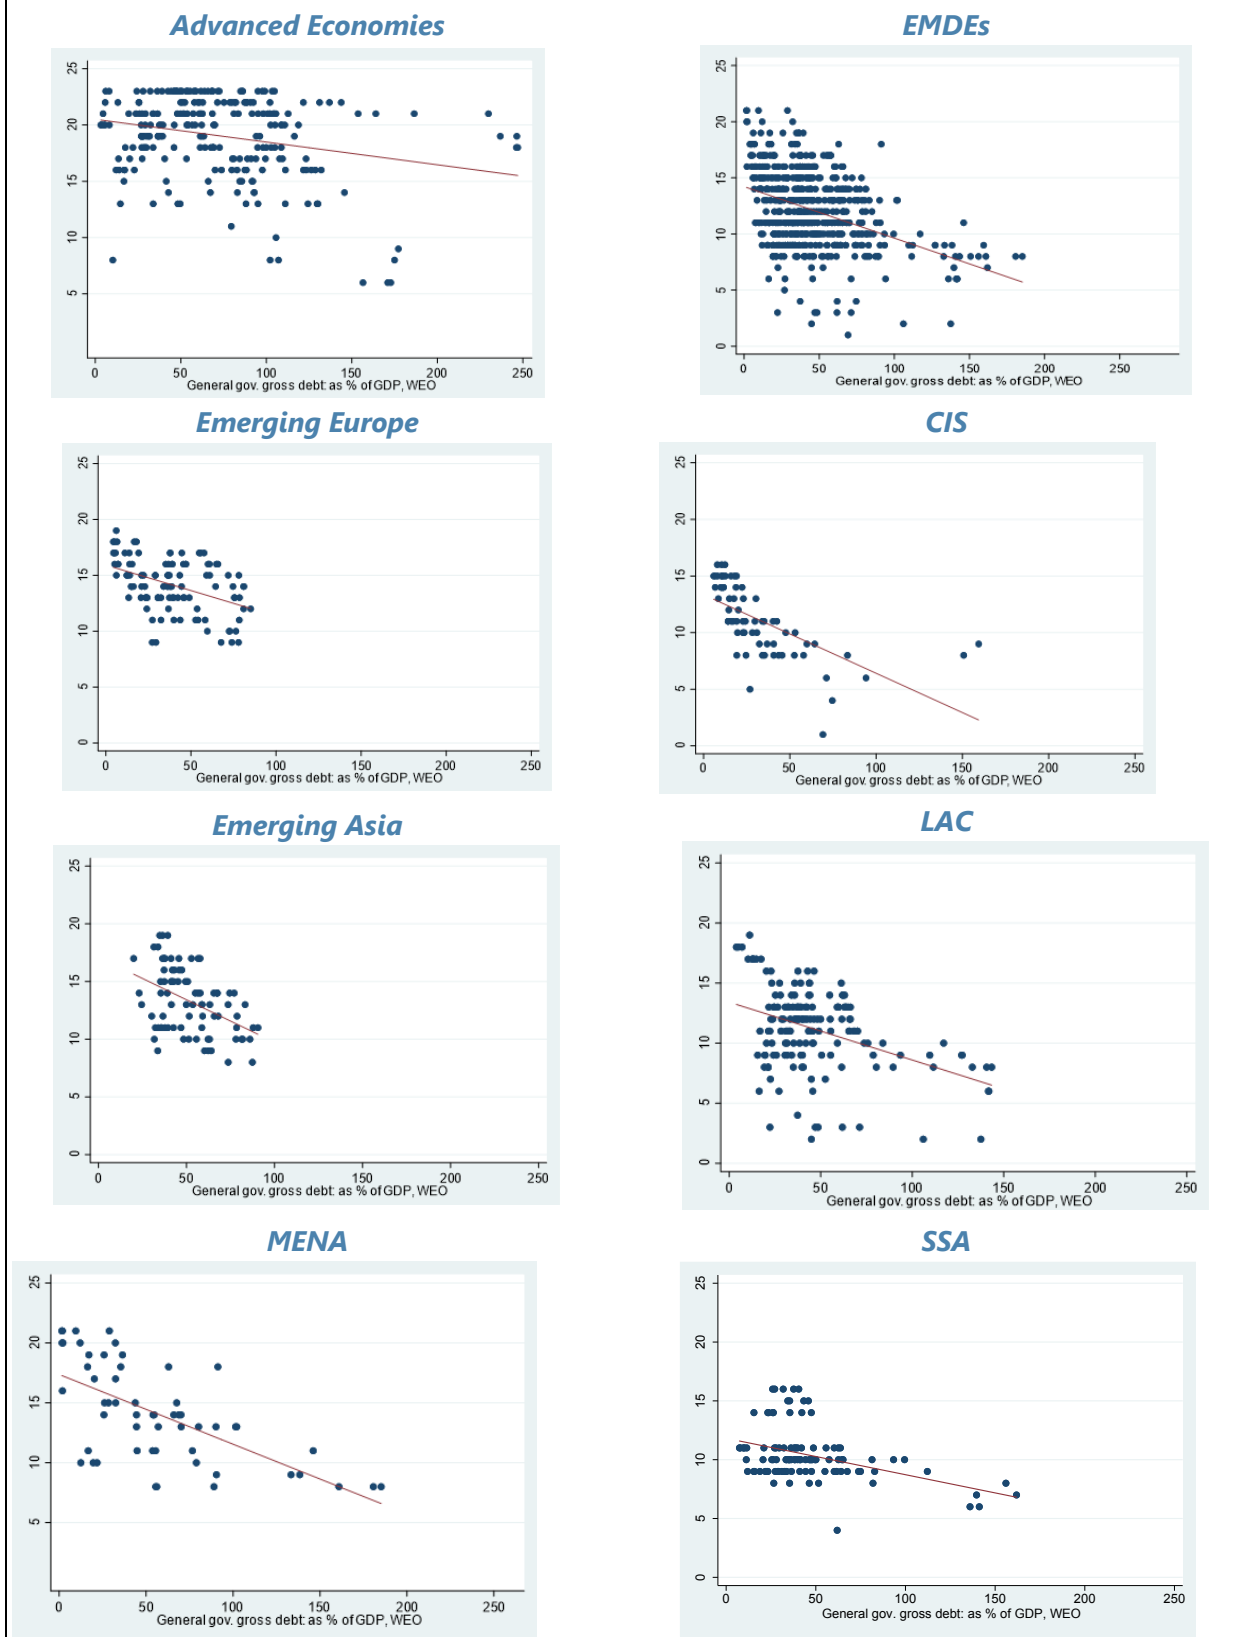 Advanced Economies
25
20
15
10
5
0 50 100 150 200 250
General gov. gross debt: as % of GDP, WEO
EMDEs
25
20
15
10
5
0
0 50 100 150 200 250
General gov. gross debt: as % of GDP, WEO
Emerging Europe
25
20
15
10
5
0
0 50 100 150 200 250
General gov. gross debt: as % of GDP, WEO
CIS
25
20
15
10
5
0
0 50 100 150 200 250
General gov. gross debt: as % of GDP, WEO
Emerging Asia
25
20
15
10
5
0
0 50 100 150 200 250
General gov. gross debt: as % of GDP, WEO
LAC
25
20
15
10
5
0
0 50 100 150 200 250
General gov. gross debt: as % of GDP, WEO
MENA
25
20
15
10
5
0 50 100 150 200 250
General gov. gross debt: as % of GDP, WEO
SSA
25
20
15
10
5
0
0 50 100 150 200 250
General gov. gross debt: as % of GDP, WEO